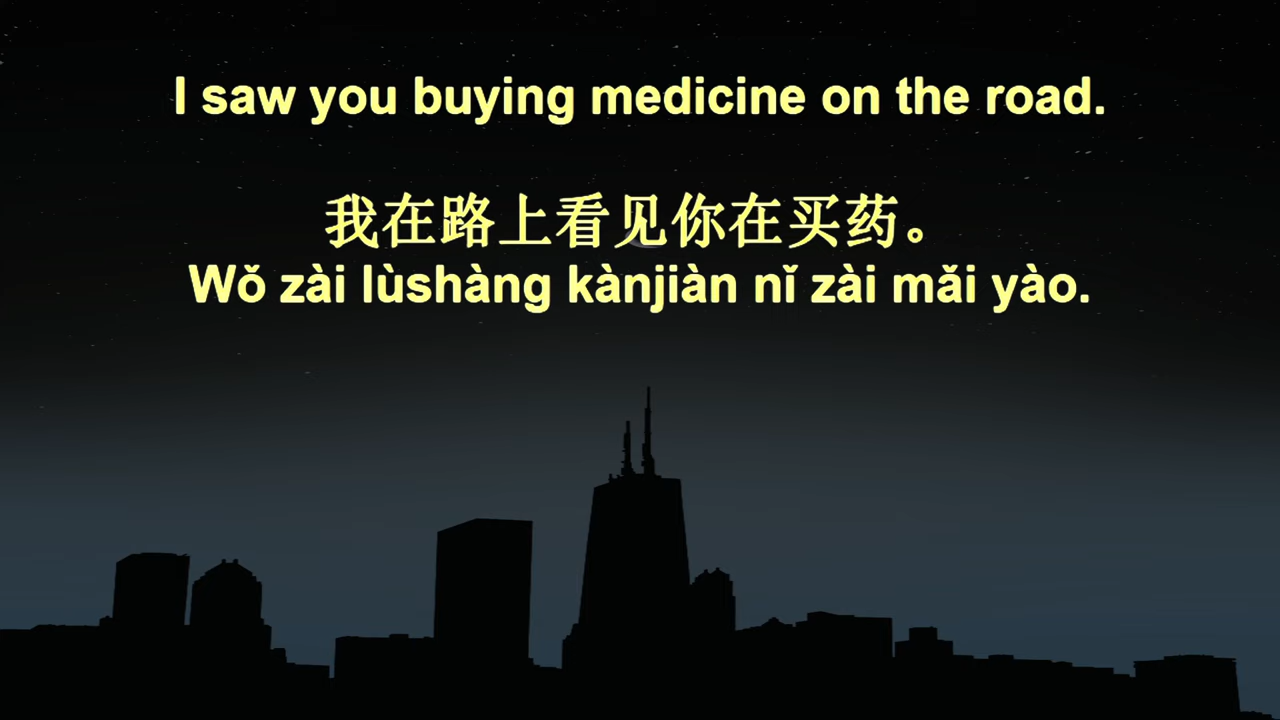 I saw you buying medicine on the road.
我在路上看见你在买药。
Wǒ zài lùshàng kànjiàn nǐ zài mǎi yào.